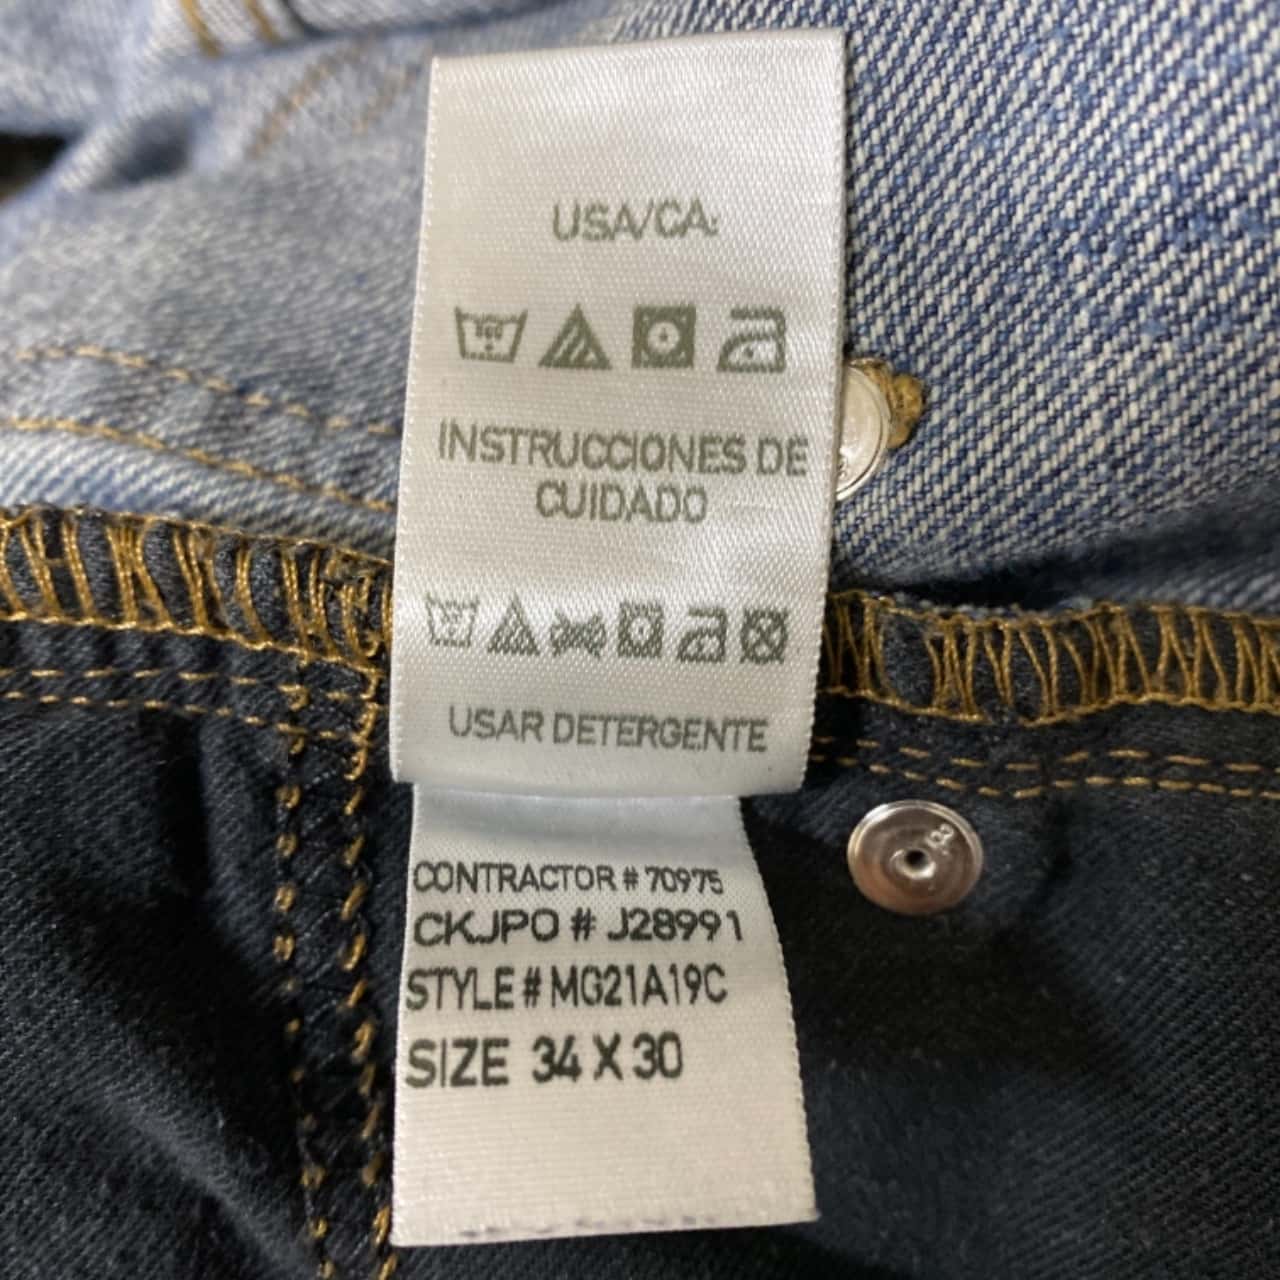 USA/CA:
INSTRUCCIONES DE
CUIDADO
USAR DETERGENTE
CONTRACTOR # 70975
CKJPO # J28991
STYLE # MG21A19C
SIZE 34 X 30